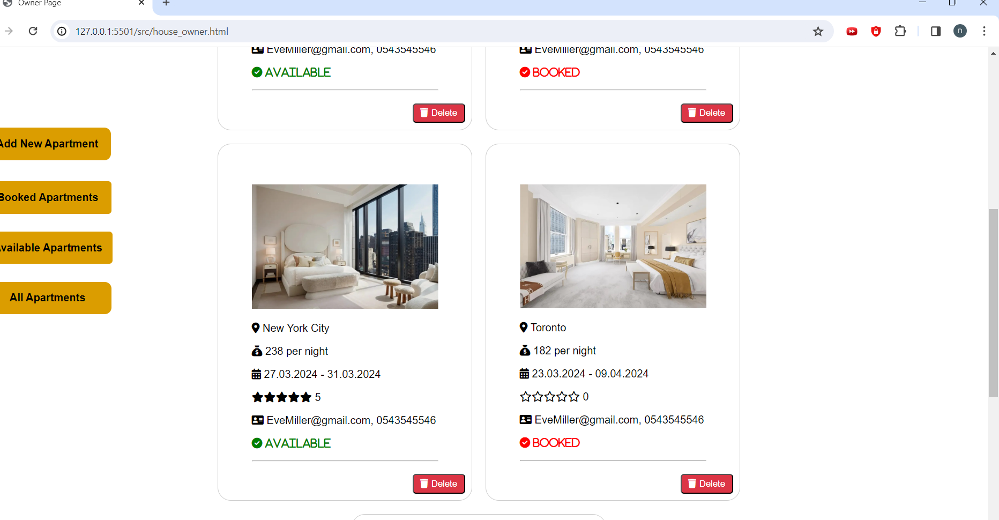 Owner Page
127.0.0.1:5501/src/house_owner.html
n
EveMiller@gmail.com, 0543545546
AVAILABLE
Delete
EveMiller@gmail.com, 0543545546
BOOKED
Delete
Add New Apartment
Booked Apartments
Available Apartments
All Apartments
New York City
238 per night
27.03.2024 - 31.03.2024
5
EveMiller@gmail.com, 0543545546
AVAILABLE
Delete
Toronto
182 per night
23.03.2024 - 09.04.2024
0
EveMiller@gmail.com, 0543545546
BOOKED
Delete